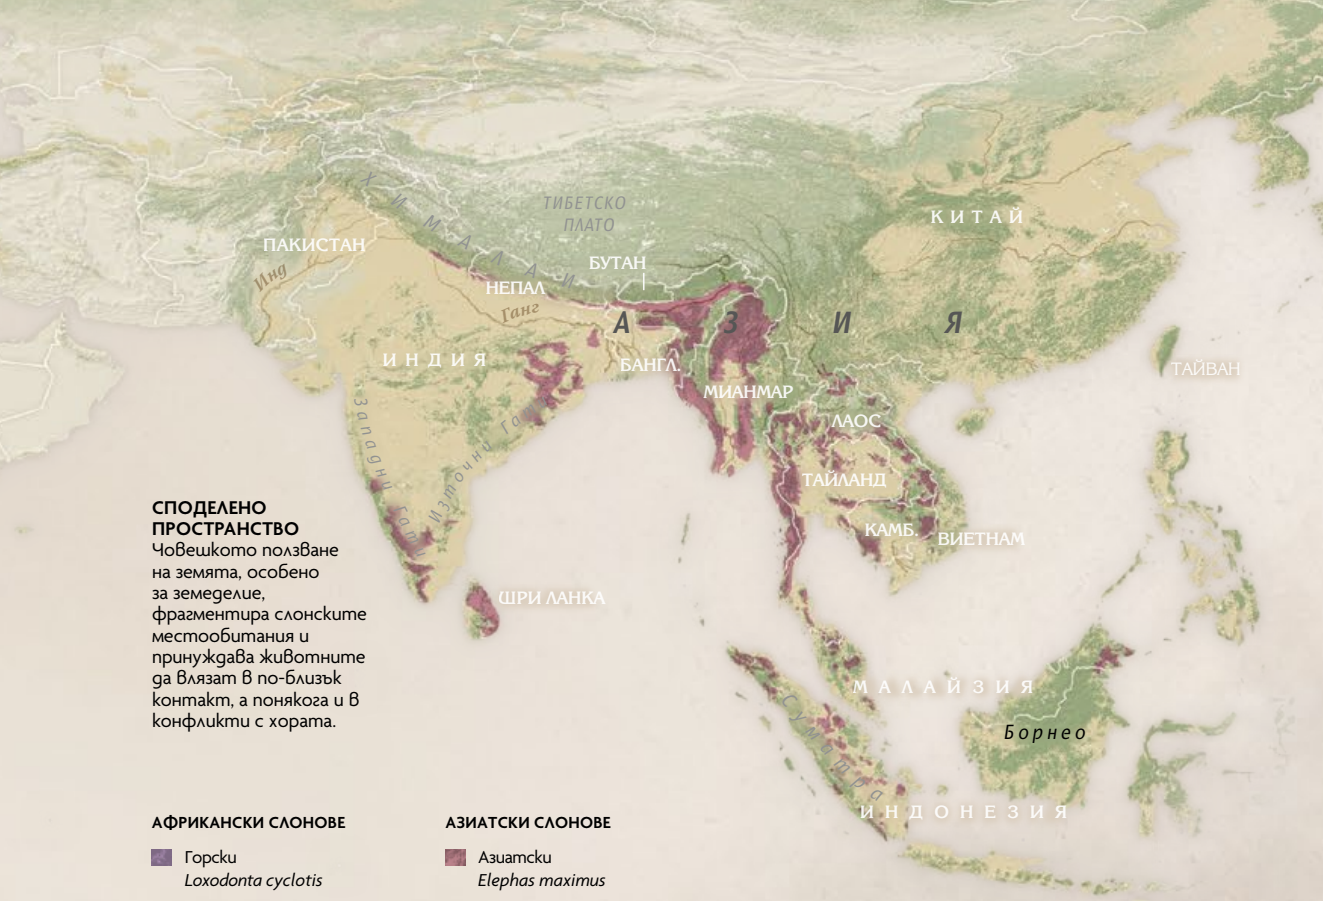 ХИМАЛАИ
ТИБЕТСКО
ПЛАТО
КИТАЙ
ПАКИСТАН
Инд
БУТАН
НЕПАЛ
Ганг
АЗИЯ
ИНДИЯ
БАНГЛ.
ТАЙВАН
МИАНМАР
ЛАОС
Западни Гати
Източни Гати
ТАЙЛАНД
КАМБ.
ВИЕТНАМ
ШРИ ЛАНКА
МАЛАЙЗИЯ
Суматра
Борнео
ИНДОНЕЗИЯ
СПОДЕЛЕНО
ПРОСТРАНСТВО
Човешкото ползване
на земята, особено
за земеделие,
фрагментира слонските
местообитания и
принуждава животните
да влязат в по-близък
контакт, а понякога и в
конфликти с хората.
АФРИКАНСКИ СЛОНОВЕ
Горски
Loxodonta cyclotis
АЗИАТСКИ СЛОНОВЕ
Азиатски
Elephas maximus